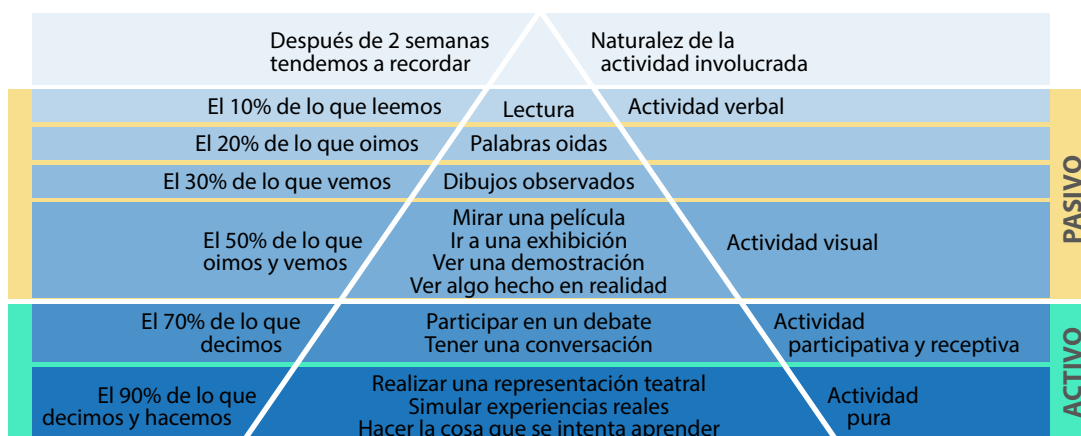 Después de 2 semanas
tendemos a recordar
Naturalez de la
actividad involucrada
El 10% de lo que leemos
Lectura
Actividad verbal
El 20% de lo que oimos
Palabras oidas
El 30% de lo que vemos
Dibujos observados
El 50% de lo que
oimos y vemos
Mirar una película
Ir a una exhibición
Ver una demostración
Ver algo hecho en realidad
Actividad visual
PASIVO
El 70% de lo que
decimos
Participar en un debate
Tener una conversación
Actividad
participativa y receptiva
El 90% de lo que
decimos y hacemos
Realizar una representación teatral
Simular experiencias reales
Hacer la cosa que se intenta aprender
Actividad
pura
ACTIVO